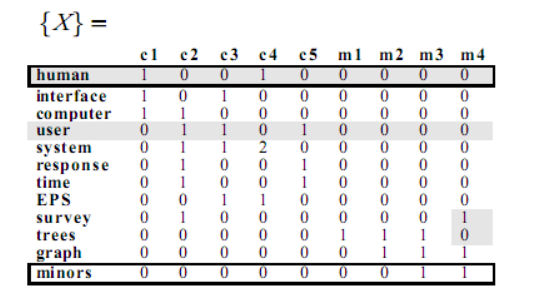 {X} =
c1 c2 c3 c4 c5 m1 m2 m3 m4
human 1 0 0 1 0 0 0 0 0
interface 1 0 1 0 0 0 0 0 0
computer 1 1 0 0 0 0 0 0 0
user 0 1 1 0 1 0 0 0 0
system 0 1 1 2 0 0 0 0 0
response 0 1 0 0 1 0 0 0 0
time 0 1 0 0 1 0 0 0 0
EPS 0 0 1 1 0 0 0 0 0
survey 0 1 0 0 0 0 0 0 1
trees 0 0 0 0 0 1 1 1 0
graph 0 0 0 0 0 0 1 1 1
minors 0 0 0 0 0 0 0 1 1